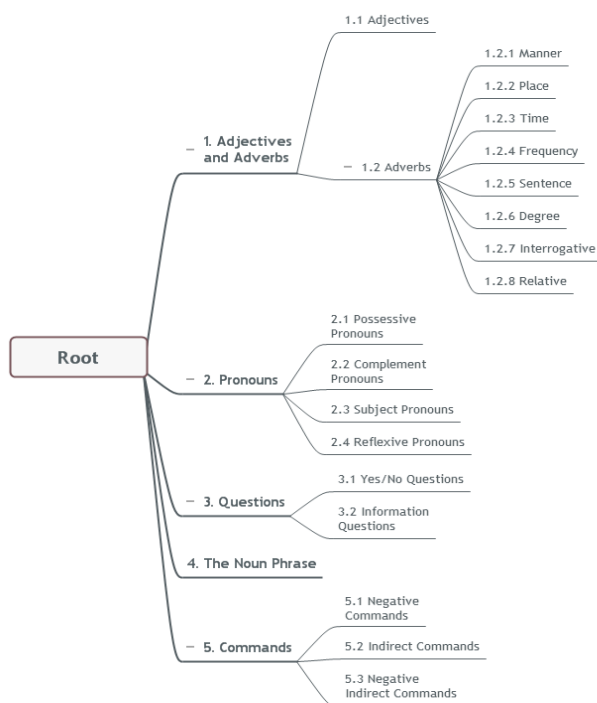 1.1 Adjectives
1.2.1 Manner
1.2.2 Place
1.2.3 Time
1.2.4 Frequency
1.2.5 Sentence
1.2.6 Degree
1.2.7 Interrogative
1.2.8 Relative
1. Adjectives
and Adverbs
1.2 Adverbs
Root
2. Pronouns
2.1 Possessive
Pronouns
2.2 Complement
Pronouns
2.3 Subject Pronouns
2.4 Reflexive Pronouns
3. Questions
3.1 Yes/No Questions
3.2 Information
Questions
4. The Noun Phrase
5. Commands
5.1 Negative
Commands
5.2 Indirect Commands
5.3 Negative
Indirect Commands